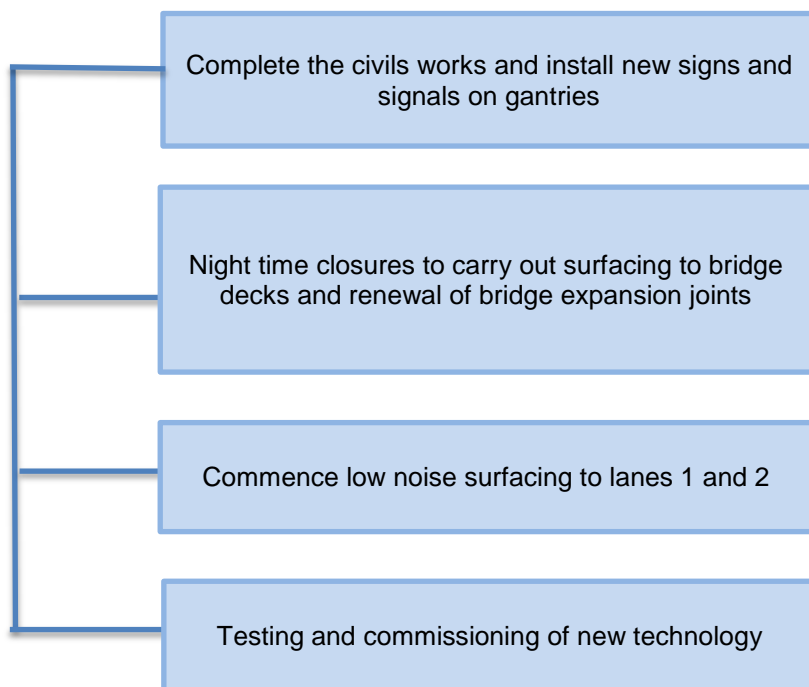 Complete the civils works and install new signs and
signals on gantries
Night time closures to carry out surfacing to bridge
decks and renewal of bridge expansion joints
Commence low noise surfacing to lanes 1 and 2
Testing and commissioning of new technology